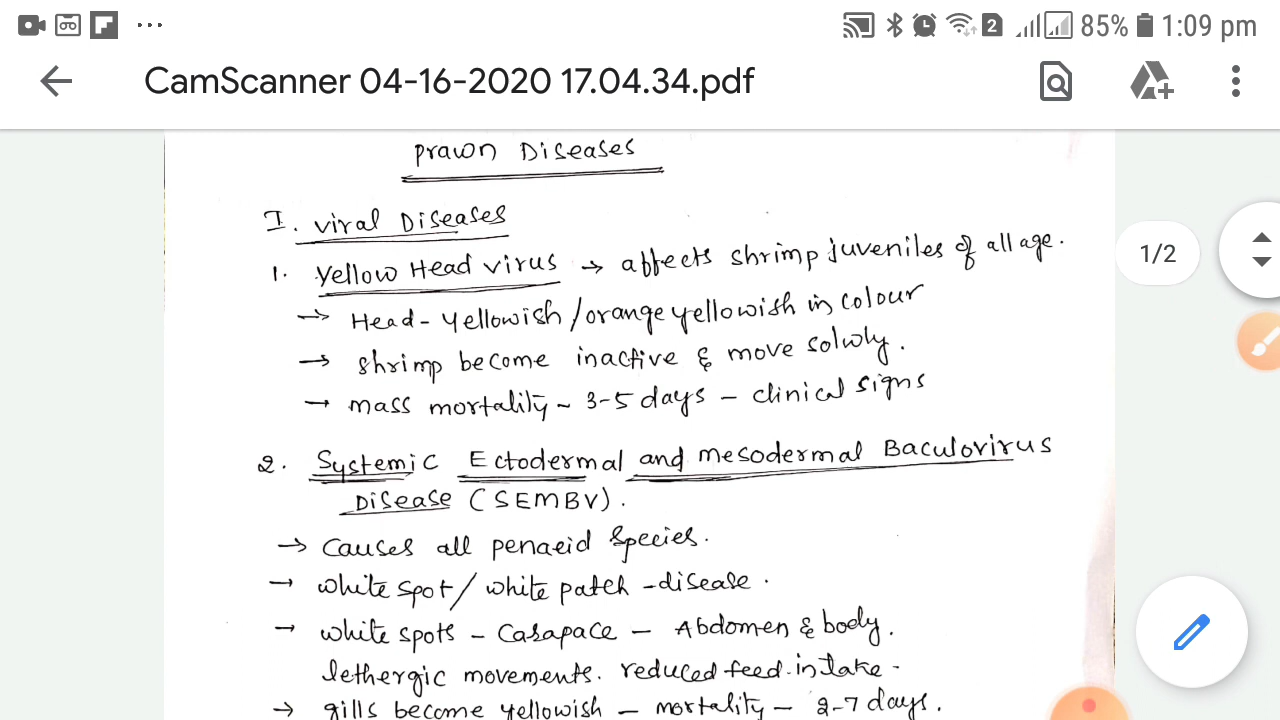 2 85% 1:09 pm
CamScanner 04-16-2020 17.04.34.pdf
Prawn Diseases
I. viral Diseases
1. Yellow Head virus → affects shrimp juveniles of all age.
→ Head - yellowish / orange yellowish in colour
→ shrimp become inactive & move solwly.
→ mass mortality - 3-5 days - clinical signs
1/2
2. Systemic Ectodermal and mesodermal Baculovirus
Disease (SEMBV).
→ causes all penaeid species.
→ white spot / white patch - disease.
→ white spots - Carapace - Abdomen & body.
lethergic movements. reduced feed-intake -
→ gills become yellowish - mortality - 2-7 days.